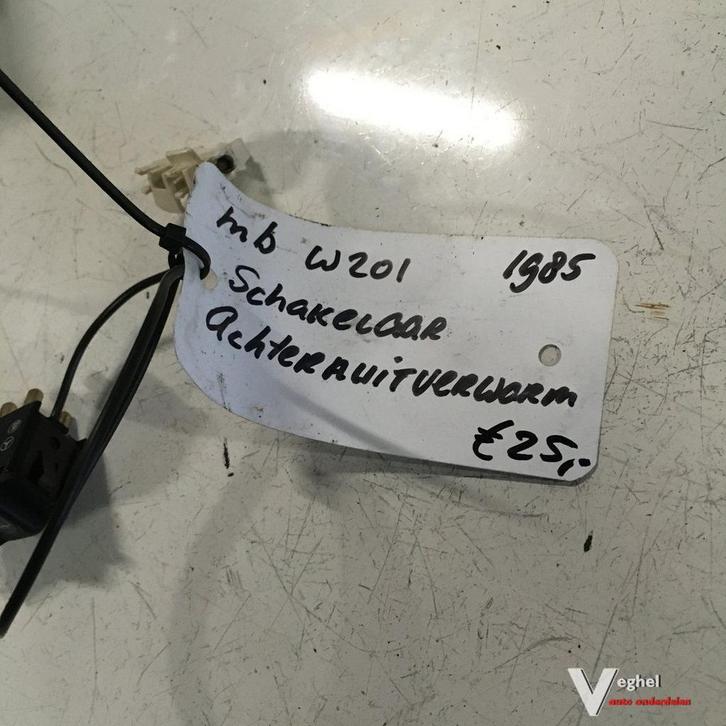 mb W201 1985
Schakelaar
AchterRuitverwarm
€25,-
Veghel
auto onderdelen